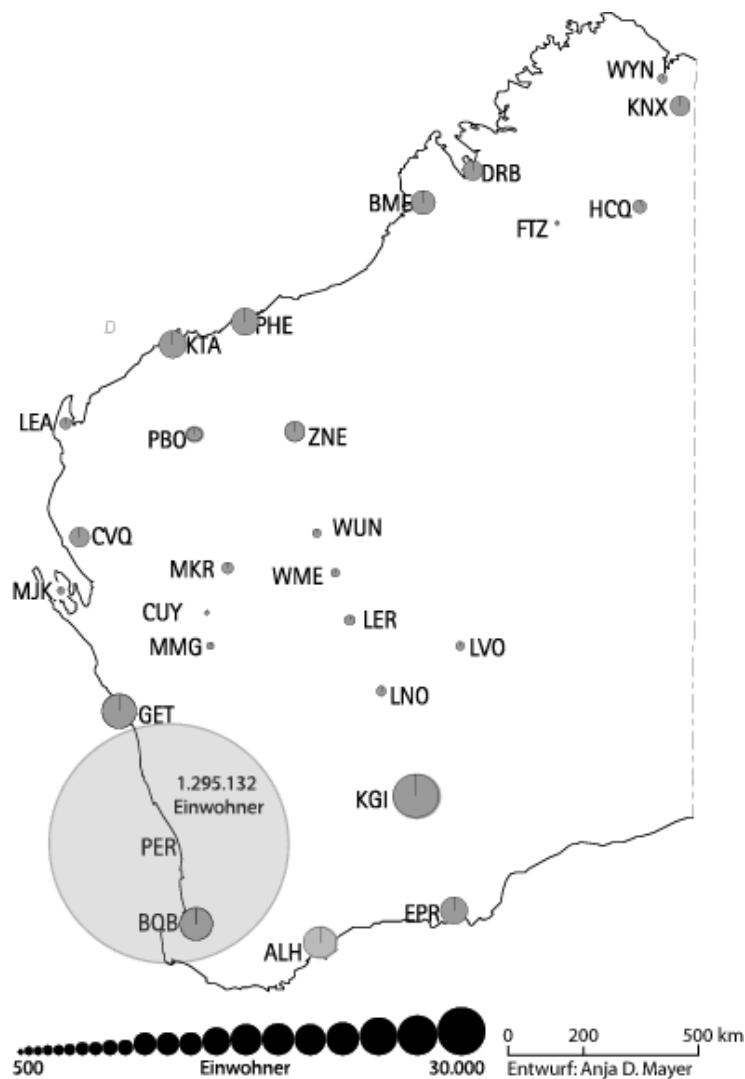 WYN
KNX
DRB
BME
HCQ
FTZ
PHE
KTA
LEA
PBO
ZNE
CVQ
WUN
MKR
WME
MJK
CUY
LER
MMG
LVO
LNO
GET
1.295.132
Einwohner
KGI
PER
BQB
EPR
ALH
500
Einwohner
30.000
0
200
500 km
Entwurf: Anja D. Mayer